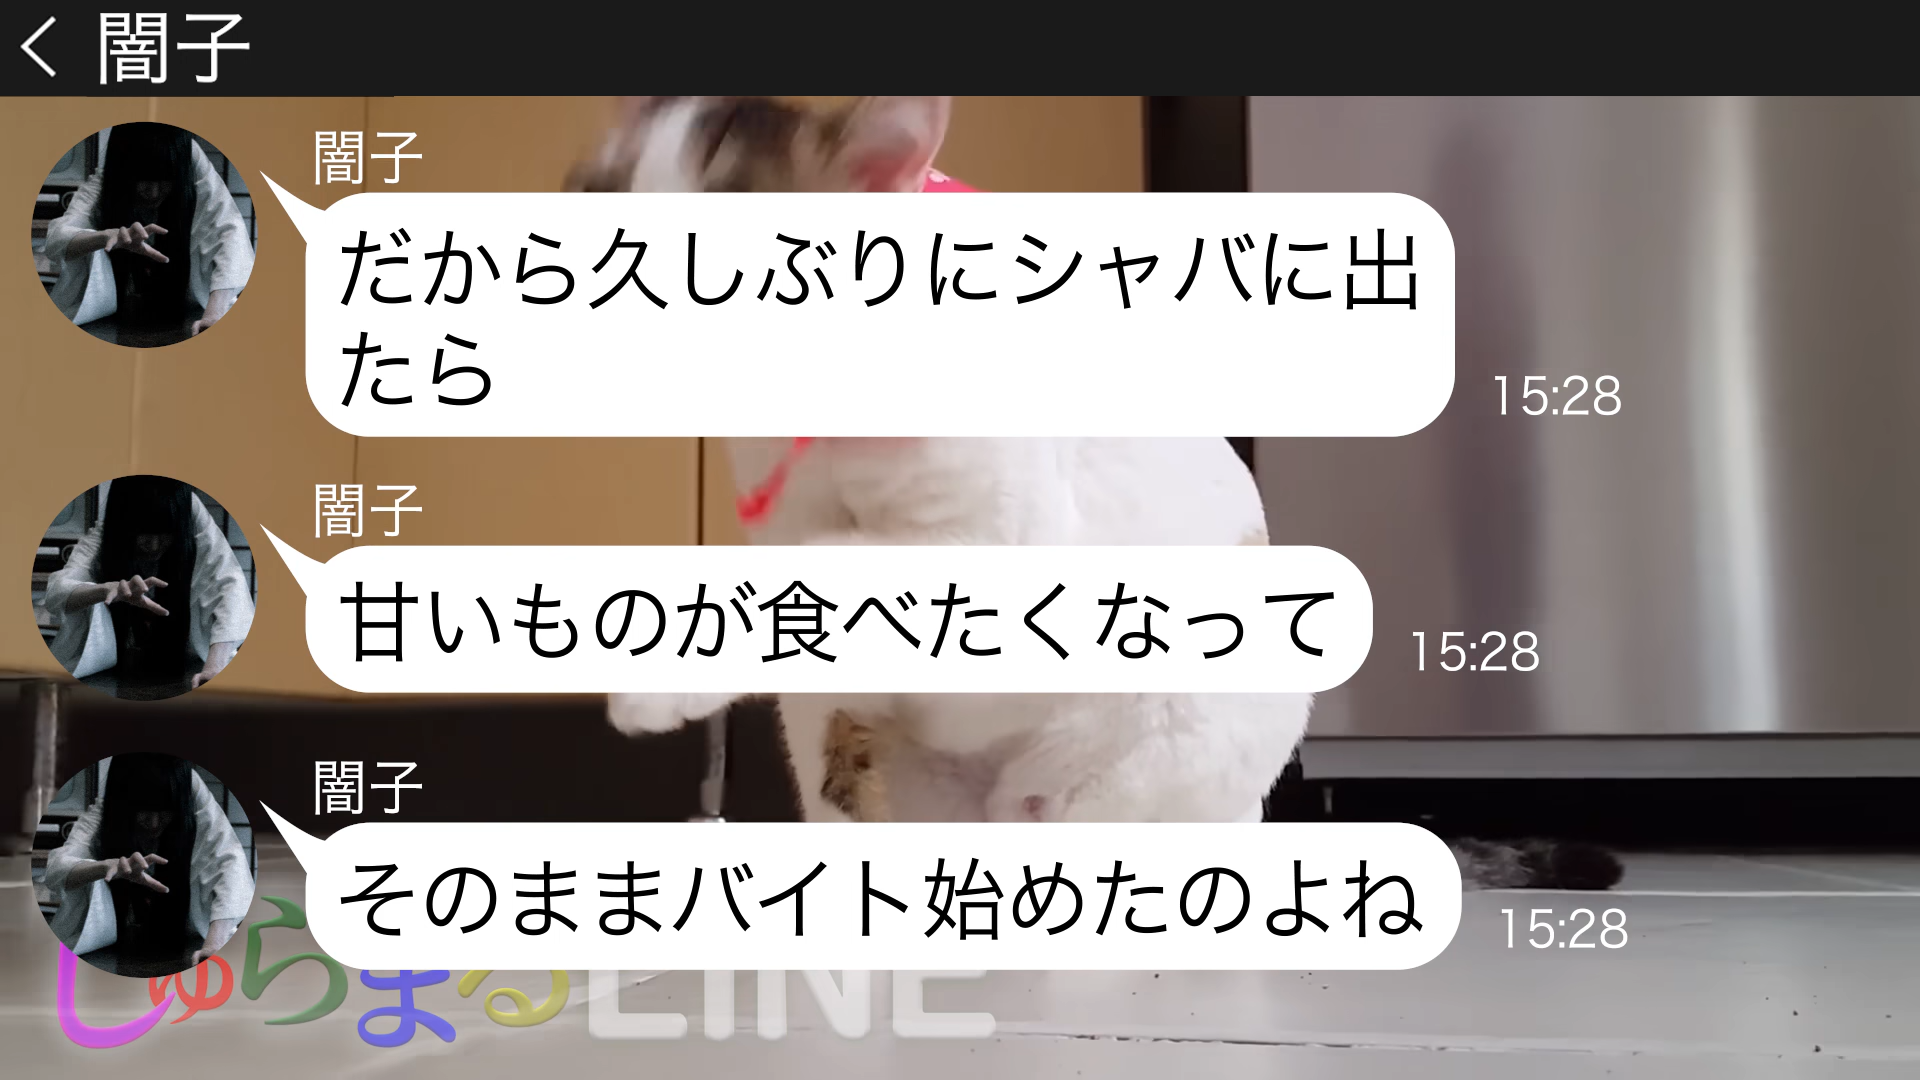 闇子
闇子
だから久しぶりにシャバに出
たら
15:28
闇子
甘いものが食べたくなって
15:28
闇子
そのままバイト始めたのよね
15:28
しゅらまるLINE